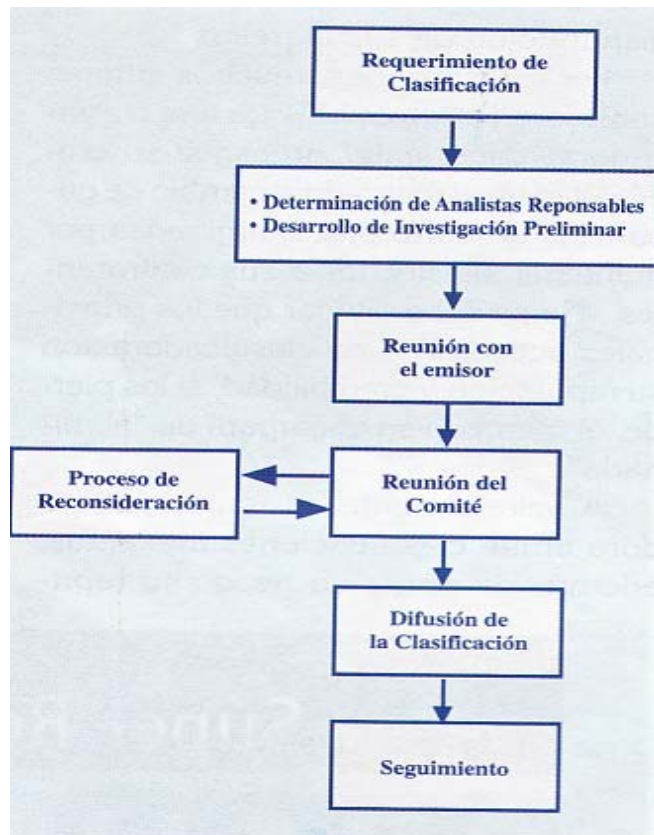 Requerimiento de
Clasificación
• Determinación de Analistas Reponsables
• Desarrollo de Investigación Preliminar
Reunión con
el emisor
Proceso de
Reconsideración
Reunión del
Comité
Difusión de
la Clasificación
Seguimiento